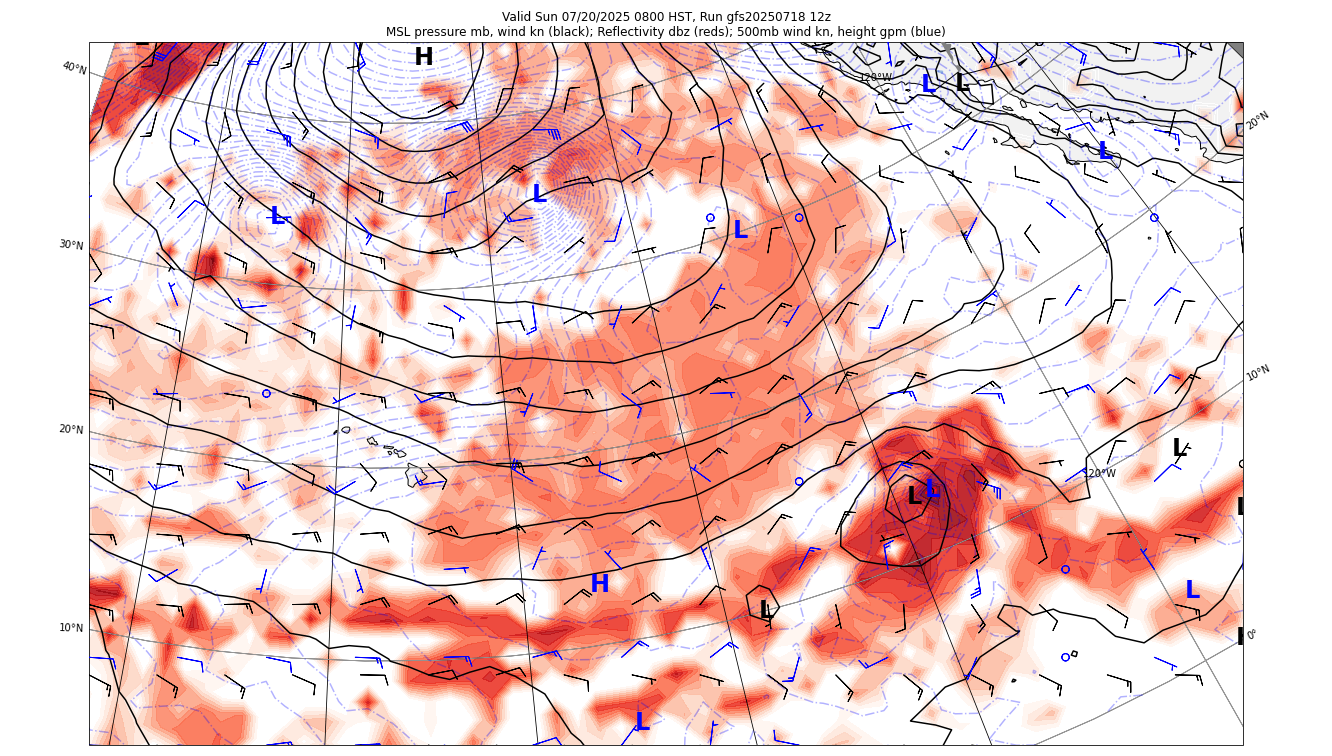 Valid Sun 07/20/2025 0800 HST, Run gfs20250718 12z
MSL pressure mb, wind kn (black); Reflectivity dbz (reds); 500mb wind kn, height gpm (blue)
H
40°N
120°W
L L
20°N
L
L
L
L
30°N
10°N
20°N
L
120°W
L L
L
H
L
L
10°N
0°
L